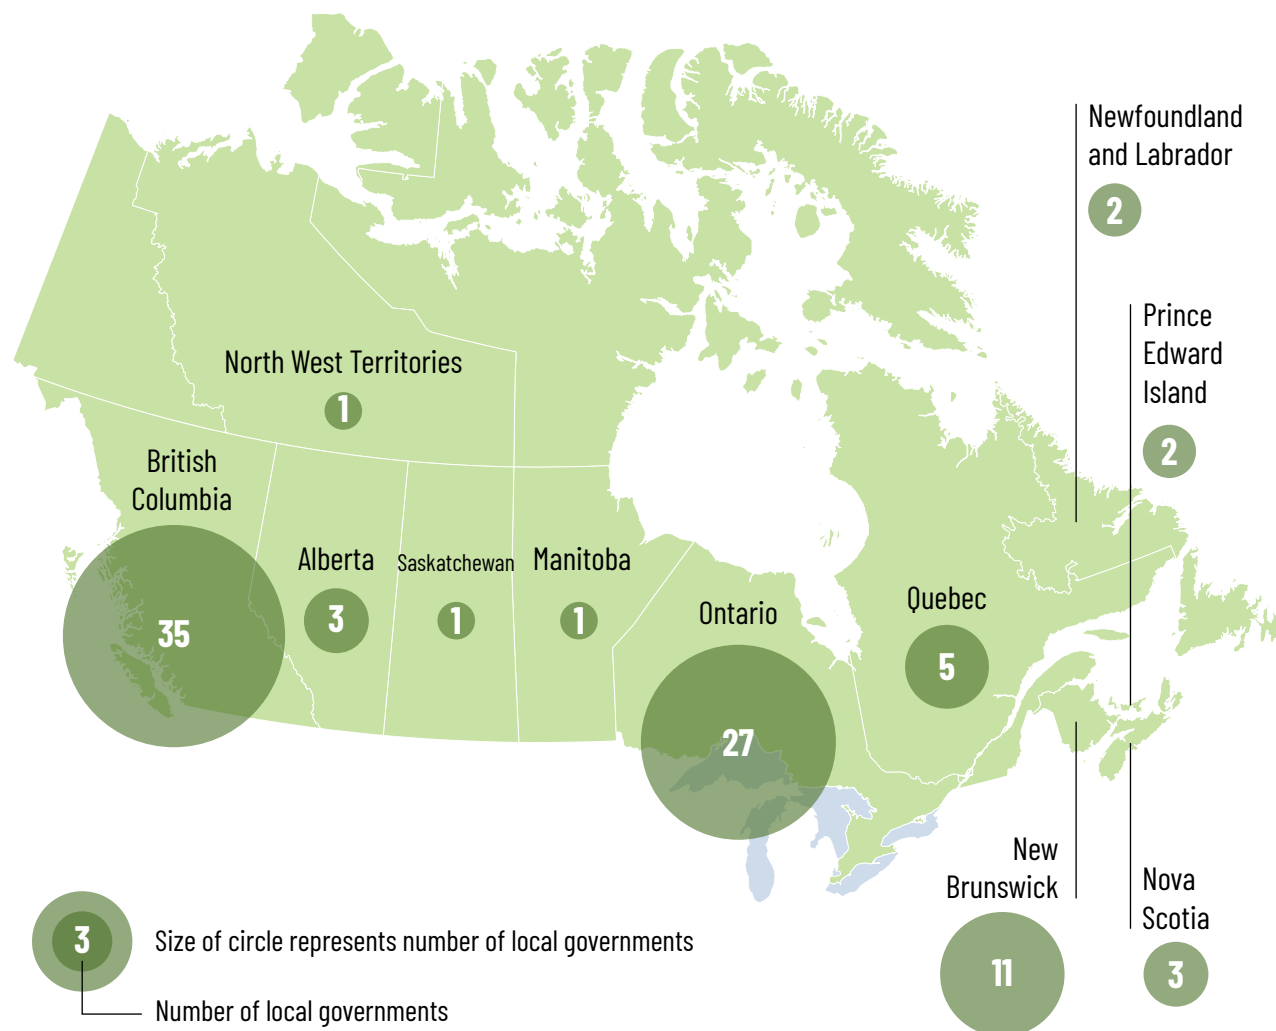 Newfoundland
and Labrador
2
Prince
Edward
Island
2
North West Territories
1
British
Columbia
35
Alberta
3
Saskatchewan
1
Manitoba
1
Ontario
27
Quebec
5
New
Brunswick
11
Nova
Scotia
3
3
Size of circle represents number of local governments
Number of local governments